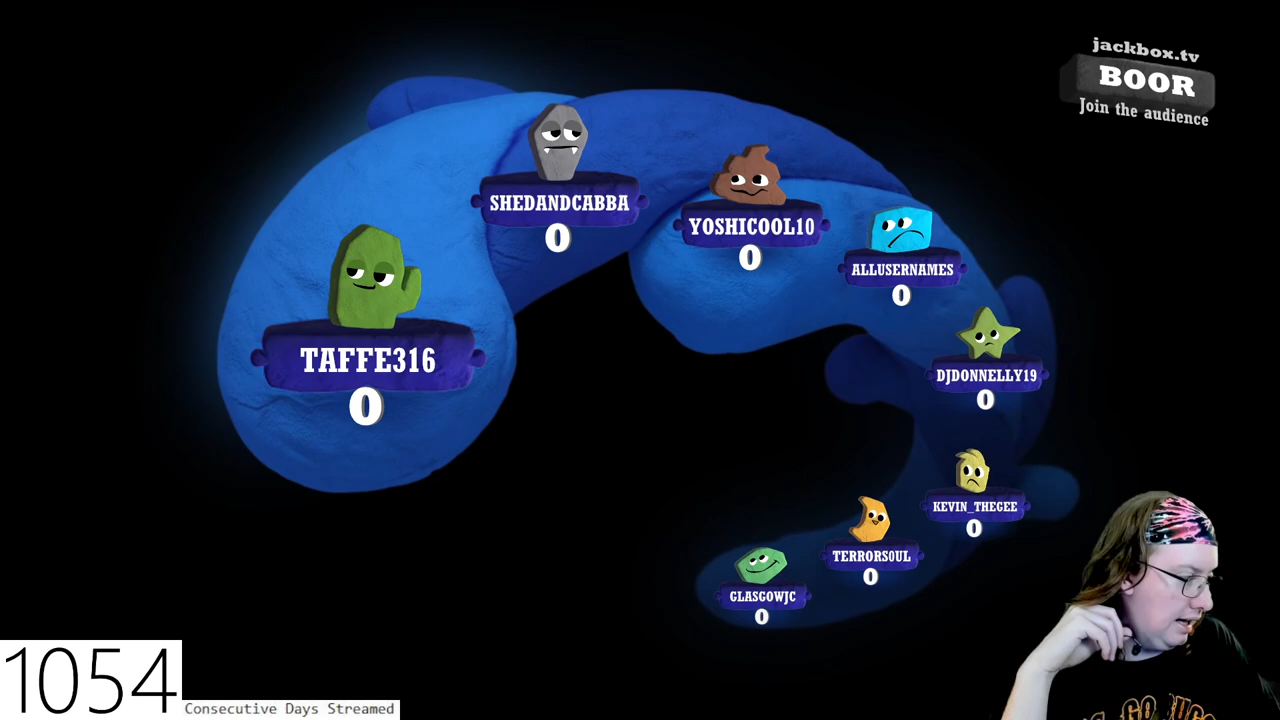 jackbox.tv
BOOR
Join the audience
SHEDANDCABBA
0
YOSHICOOL10
0
ALLUSERNAMES
0
TAFFE316
0
DJDONNELLY19
0
KEVIN_THEGEE
0
TERRORSOUL
0
GLASGOWJC
0
1054
Consecutive Days Streamed